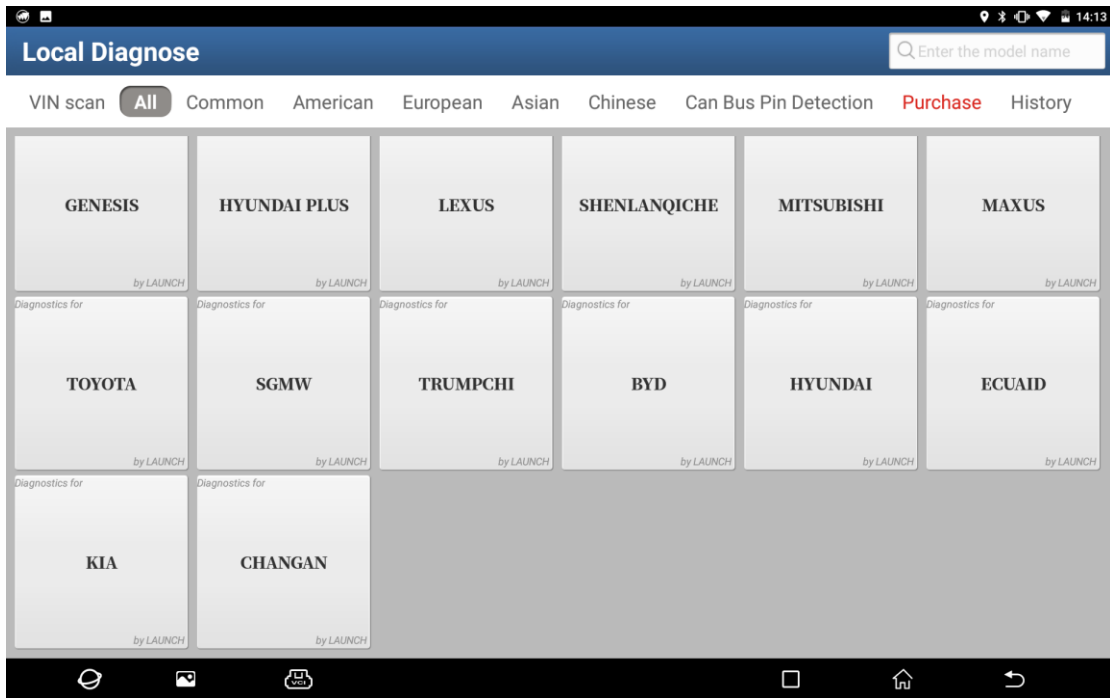 14:13
Local Diagnose
Enter the model name
VIN scan All Common American European Asian Chinese Can Bus Pin Detection Purchase History
GENESIS HYUNDAI PLUS LEXUS SHENLANQICHE MITSUBISHI MAXUS
by LAUNCH by LAUNCH by LAUNCH by LAUNCH by LAUNCH by LAUNCH
Diagnostics for Diagnostics for Diagnostics for Diagnostics for Diagnostics for Diagnostics for
TOYOTA SGMW TRUMPCHI BYD HYUNDAI ECUAID
by LAUNCH by LAUNCH by LAUNCH by LAUNCH by LAUNCH by LAUNCH
Diagnostics for Diagnostics for
KIA CHANGAN
by LAUNCH by LAUNCH
VCI